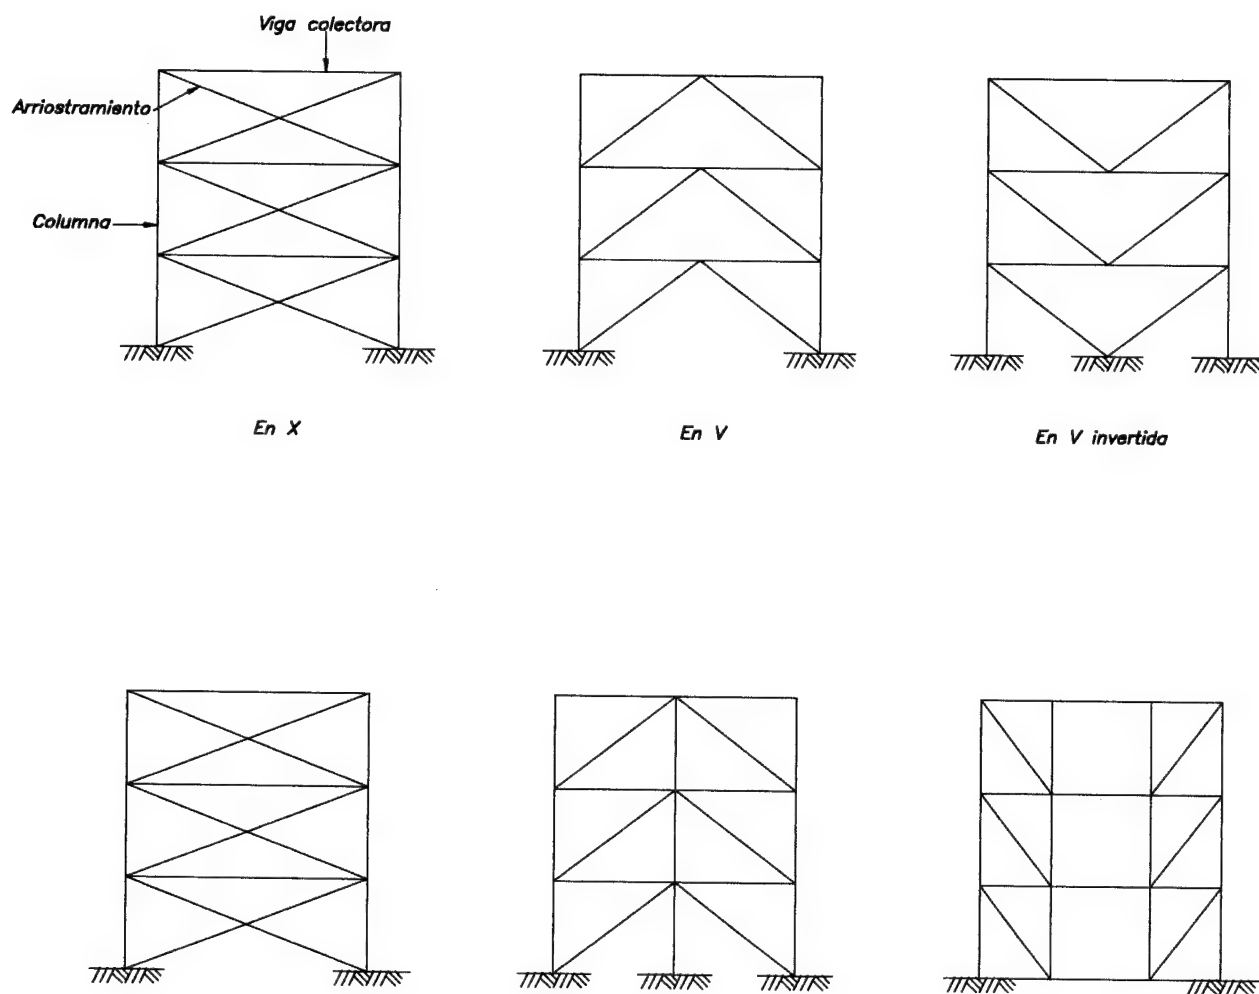 Viga colectora
Arriostramiento
Columna
En X
En V
En V invertida